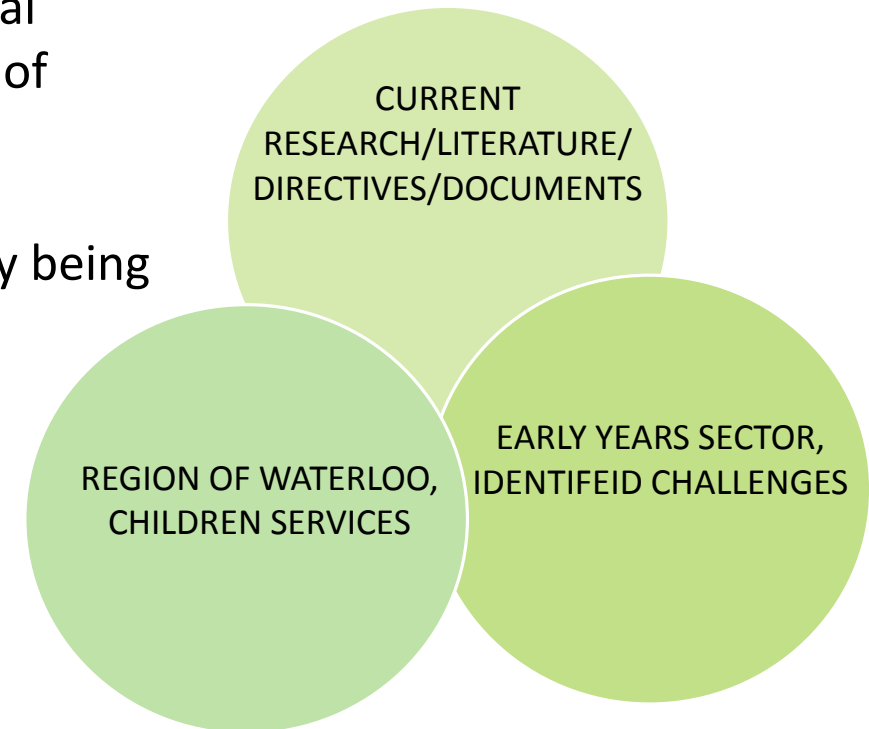 al
of
y being
CURRENT
RESEARCH/LITERATURE/
DIRECTIVES/DOCUMENTS
EARLY YEARS SECTOR,
IDENTIFEID CHALLENGES
REGION OF WATERLOO,
CHILDREN SERVICES